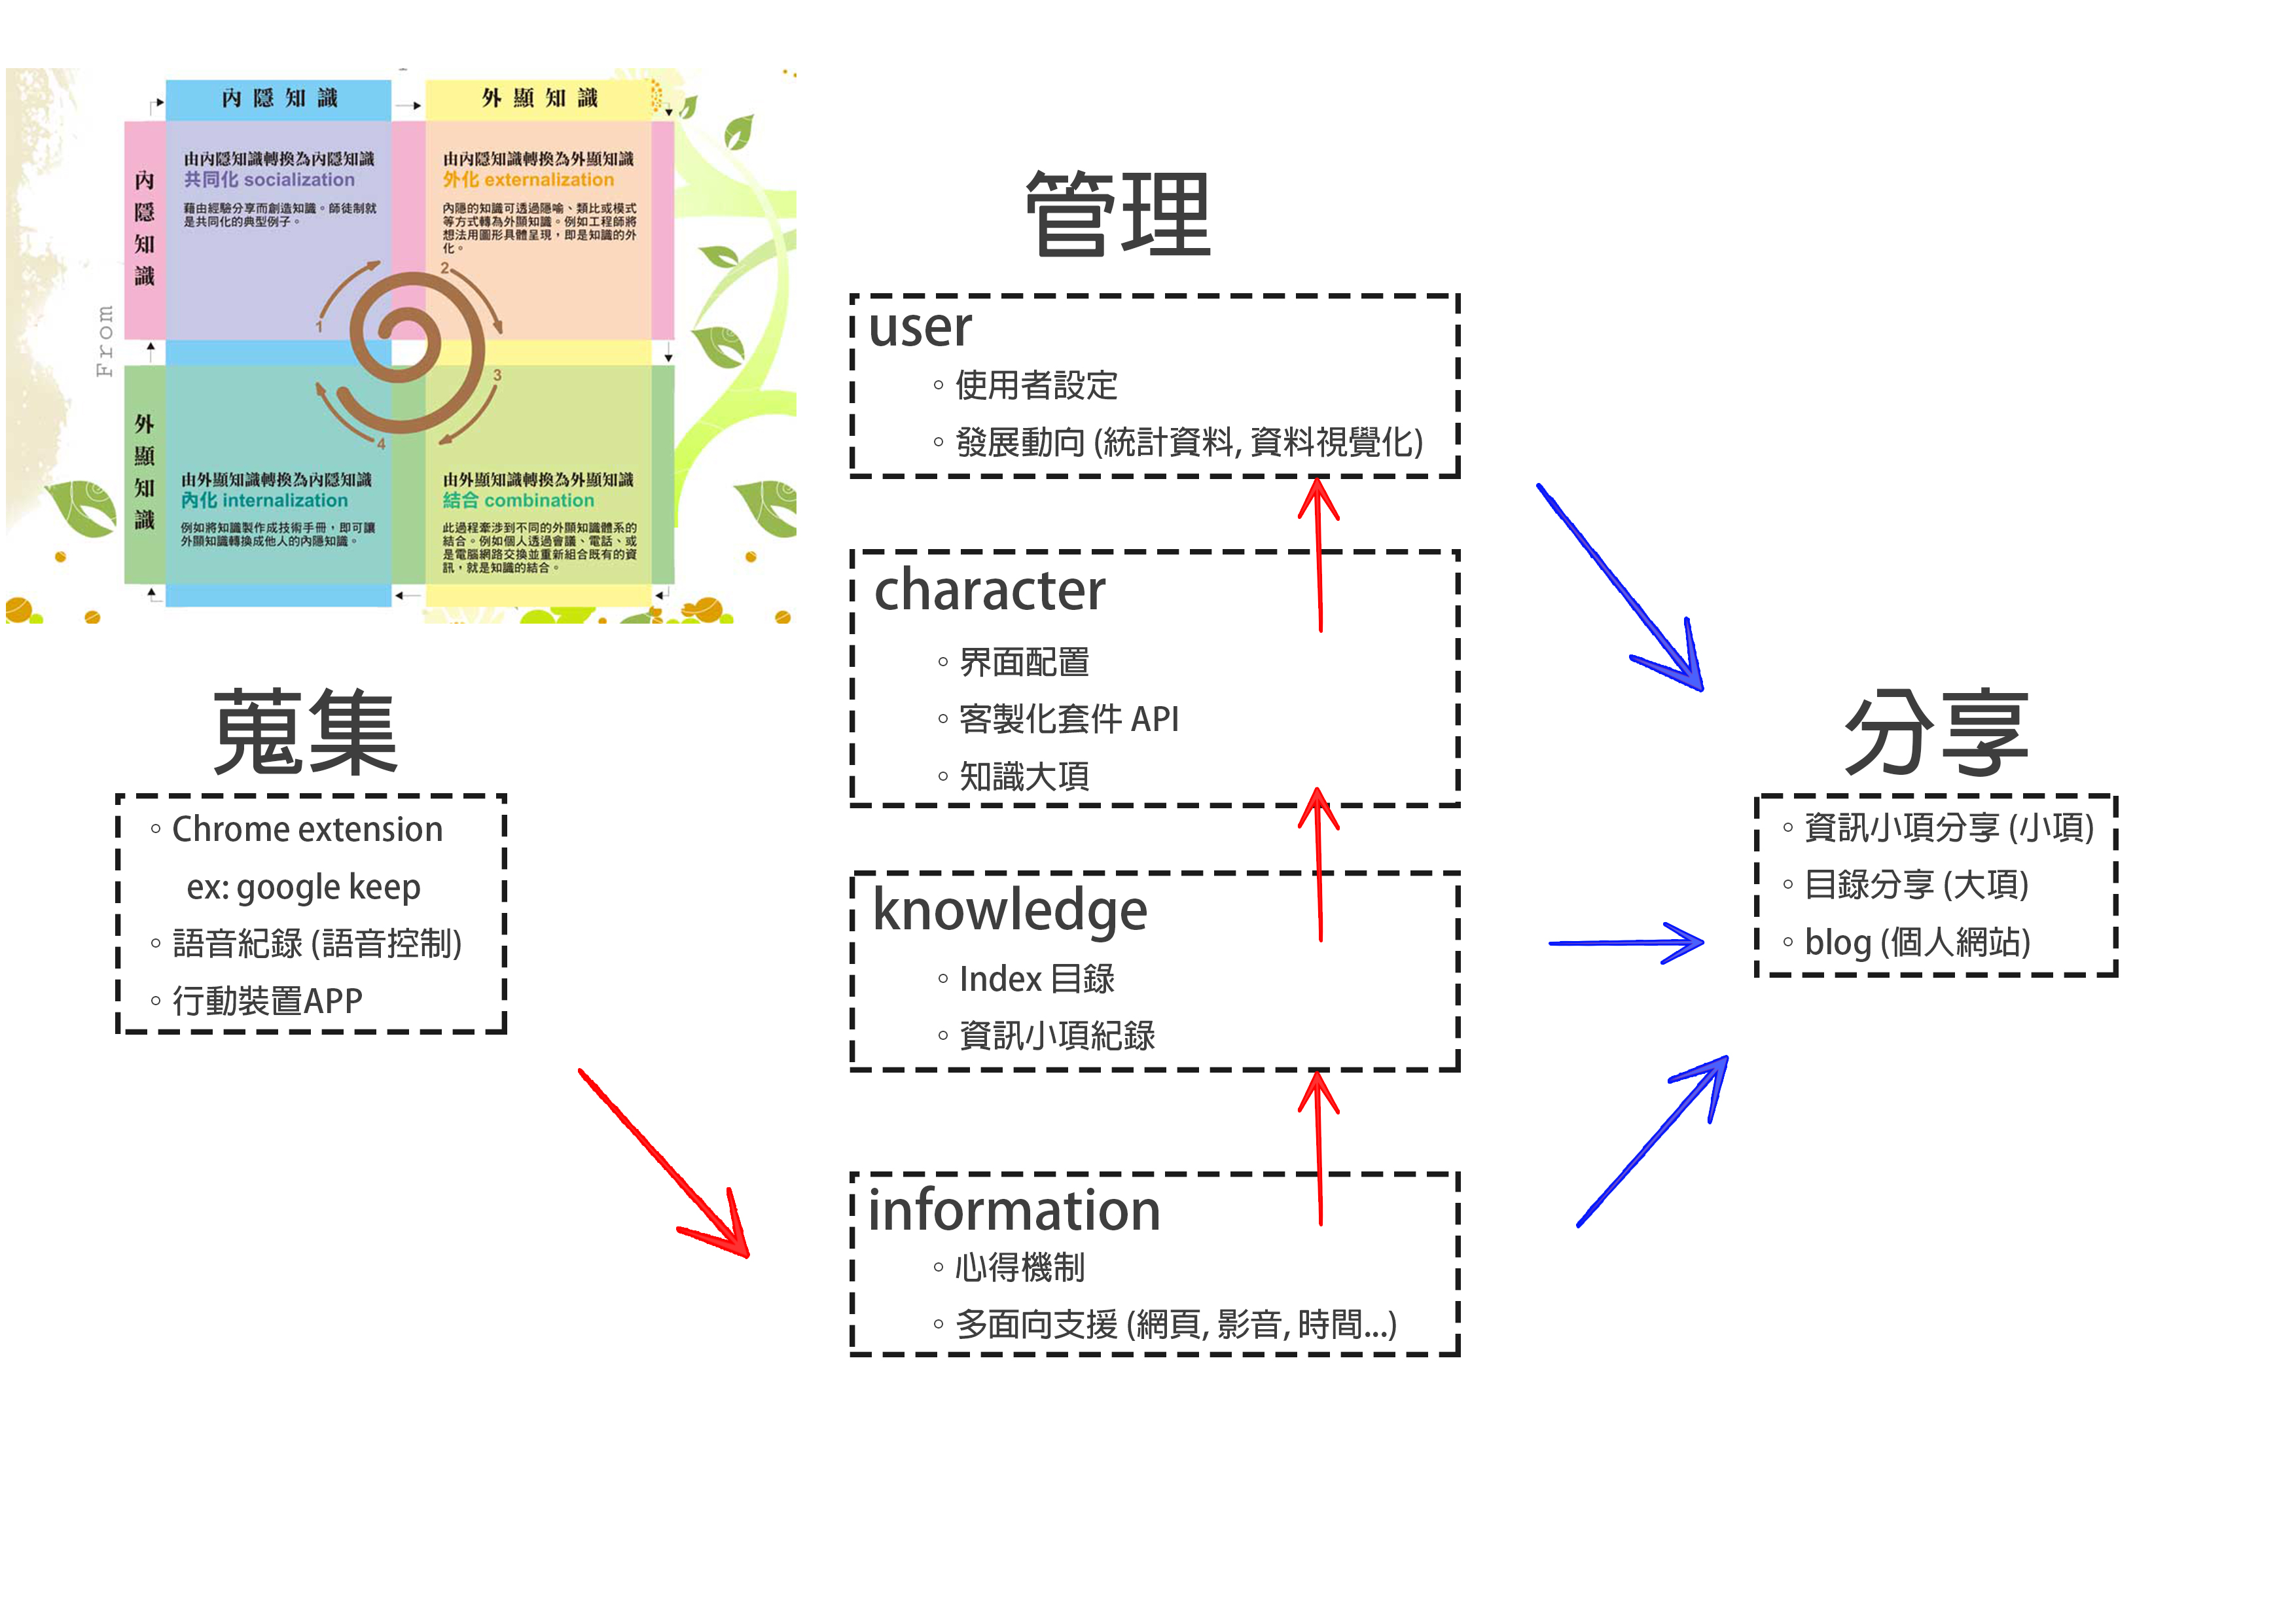 內隱知識
外顯知識
內隱知識
由內隱知識轉換為內隱知識
共同化 socialization
藉由經驗分享而創造知識。師徒制就
是共同化的典型例子。
由內隱知識轉換為外顯知識
外化 externalization
內隱的知識可透過隱喻、類比或模式
等方式轉為外顯知識。例如工程師將
想法用圖形具體呈現，即是知識的外
化。
From
1
2
3
4
外顯知識
由外顯知識轉換為內隱知識
內化 internalization
例如將知識製作成技術手冊，即可讓
外顯知識轉換成他人的內隱知識。
由外顯知識轉換為外顯知識
結合 combination
此過程牽涉到不同的外顯知識體系的
結合。例如個人透過會議、電話、或
是電腦網路交換並重新組合既有的資
訊，就是知識的結合。
蒐集
◦ Chrome extension
ex: google keep
◦ 語音紀錄 (語音控制)
◦ 行動裝置APP
管理
user
◦ 使用者設定
◦ 發展動向 (統計資料, 資料視覺化)
character
◦ 界面配置
◦ 客製化套件 API
◦ 知識大項
knowledge
◦ Index 目錄
◦ 資訊小項紀錄
information
◦ 心得機制
◦ 多面向支援 (網頁, 影音, 時間...)
分享
◦ 資訊小項分享 (小項)
◦ 目錄分享 (大項)
◦ blog (個人網站)